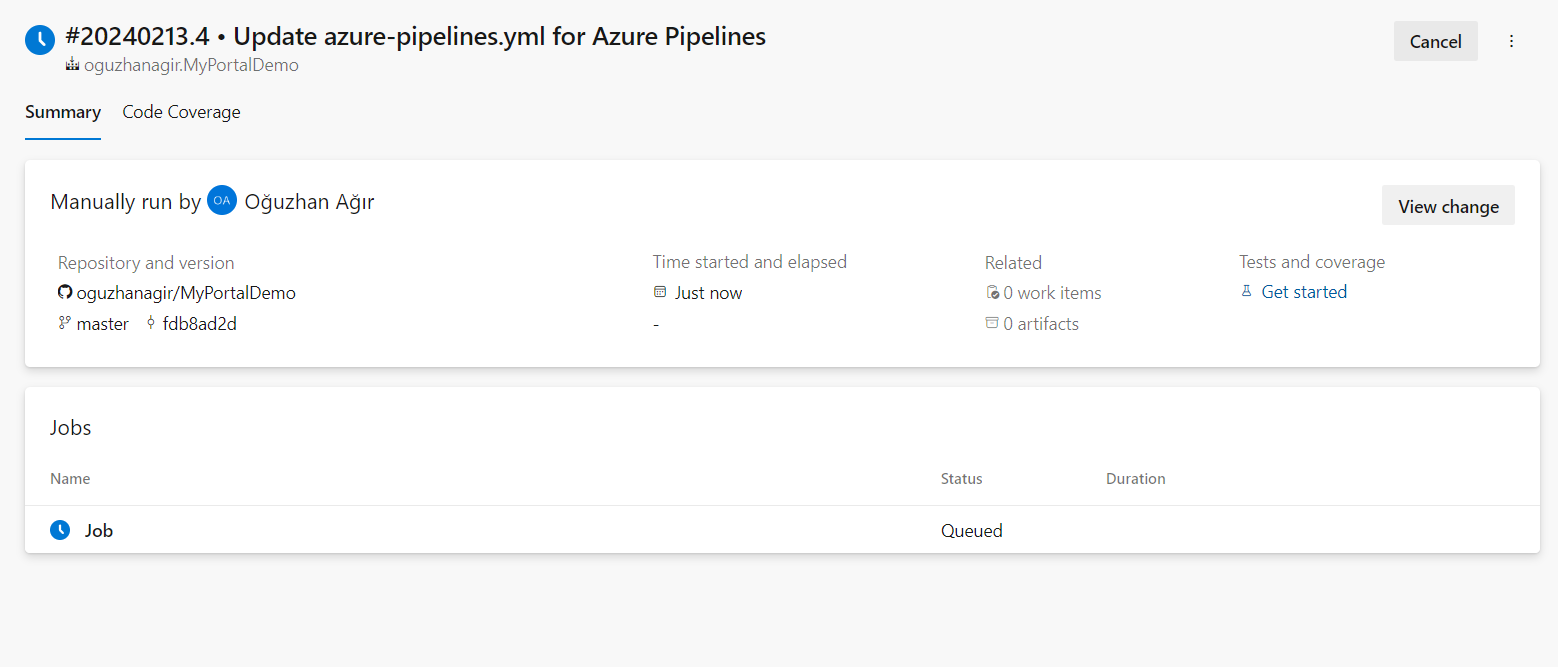 #20240213.4 • Update azure-pipelines.yml for Azure Pipelines
Cancel
oguzhanagir.MyPortalDemo
Summary Code Coverage
Manually run by OA Oğuzhan Ağır
View change
Repository and version
oguzhanagir/MyPortalDemo
master fdb8ad2d
Time started and elapsed
Just now
-
Related
0 work items
0 artifacts
Tests and coverage
Get started
Jobs
Name Status Duration
Job Queued